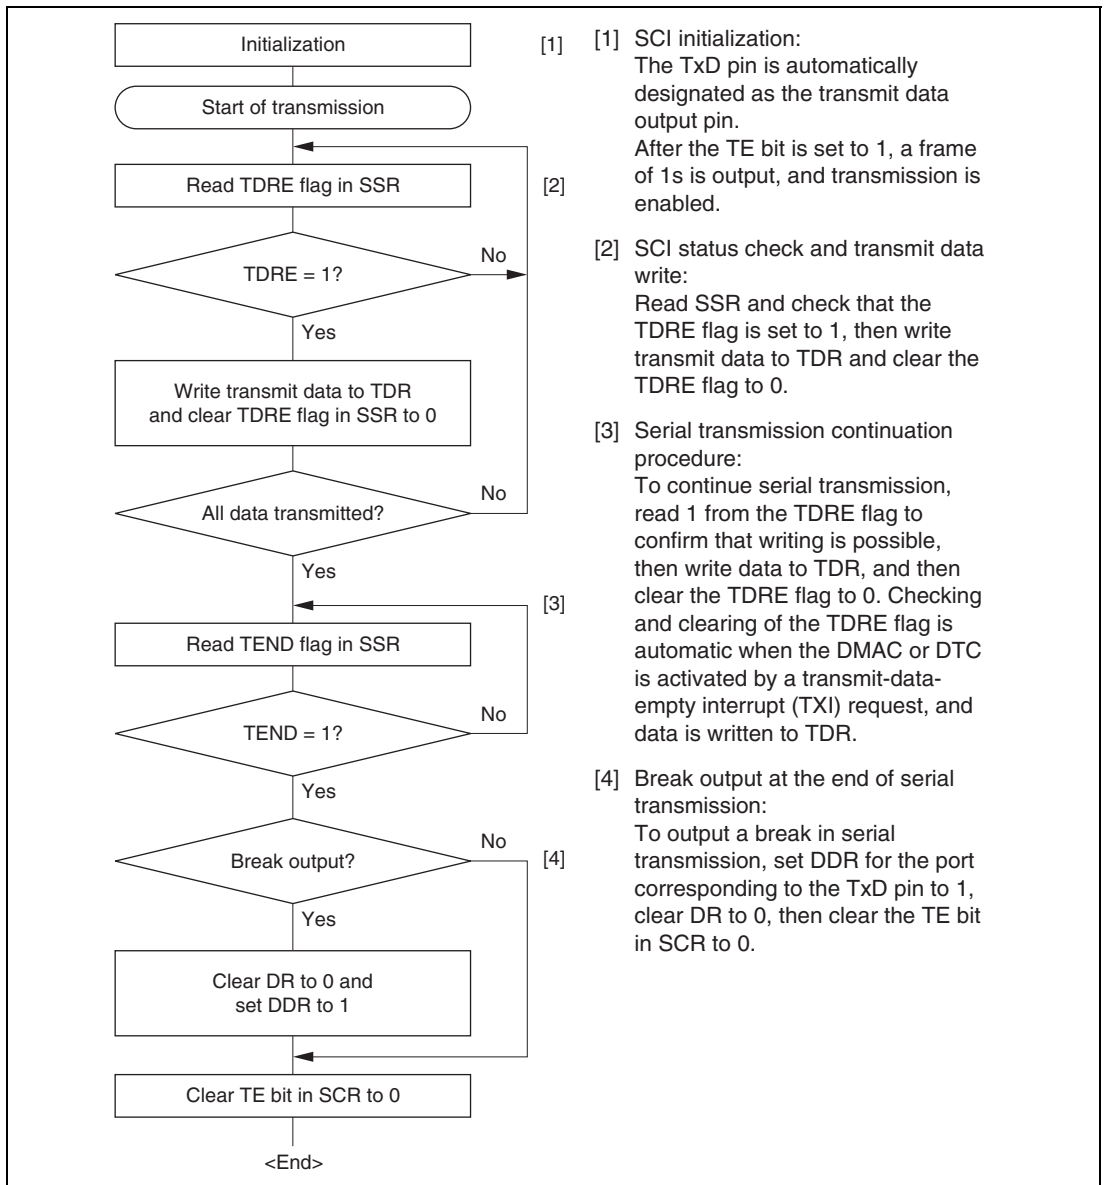 Initialization
[1]
Start of transmission
Read TDRE flag in SSR
[2]
TDRE = 1?
No
Yes
Write transmit data to TDR
and clear TDRE flag in SSR to 0
All data transmitted?
No
Yes
[3]
Read TEND flag in SSR
TEND = 1?
No
Yes
Break output?
No
[4]
Yes
Clear DR to 0 and
set DDR to 1
Clear TE bit in SCR to 0
<End>
[1] SCI initialization:
The TxD pin is automatically
designated as the transmit data
output pin.
After the TE bit is set to 1, a frame
of 1s is output, and transmission is
enabled.
[2] SCI status check and transmit data
write:
Read SSR and check that the
TDRE flag is set to 1, then write
transmit data to TDR and clear the
TDRE flag to 0.
[3] Serial transmission continuation
procedure:
To continue serial transmission,
read 1 from the TDRE flag to
confirm that writing is possible,
then write data to TDR, and then
clear the TDRE flag to 0. Checking
and clearing of the TDRE flag is
automatic when the DMAC or DTC
is activated by a transmit-data-
empty interrupt (TXI) request, and
data is written to TDR.
[4] Break output at the end of serial
transmission:
To output a break in serial
transmission, set DDR for the port
corresponding to the TxD pin to 1,
clear DR to 0, then clear the TE bit
in SCR to 0.